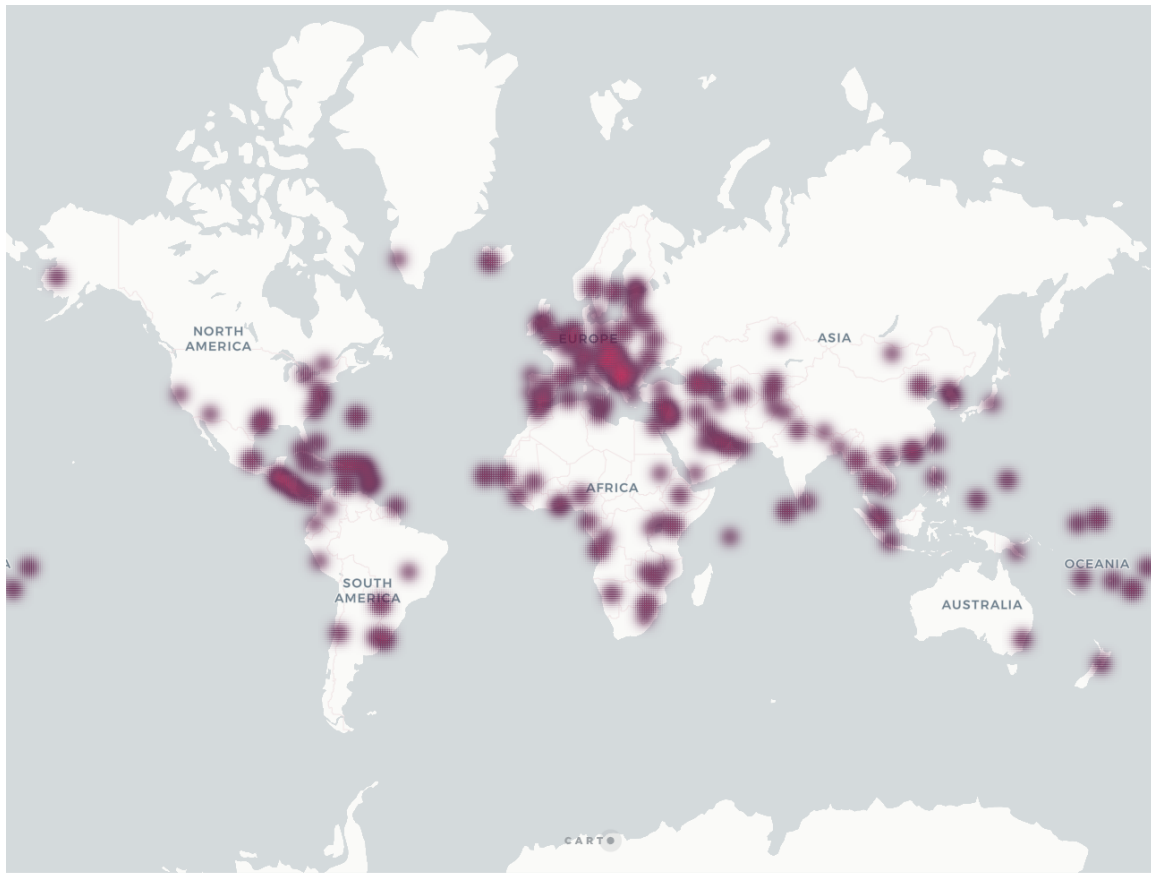 NORTH
AMERICA
EUROPE
ASIA
AFRICA
A
OCEANIA
SOUTH
AMERICA
AUSTRALIA
CARTO